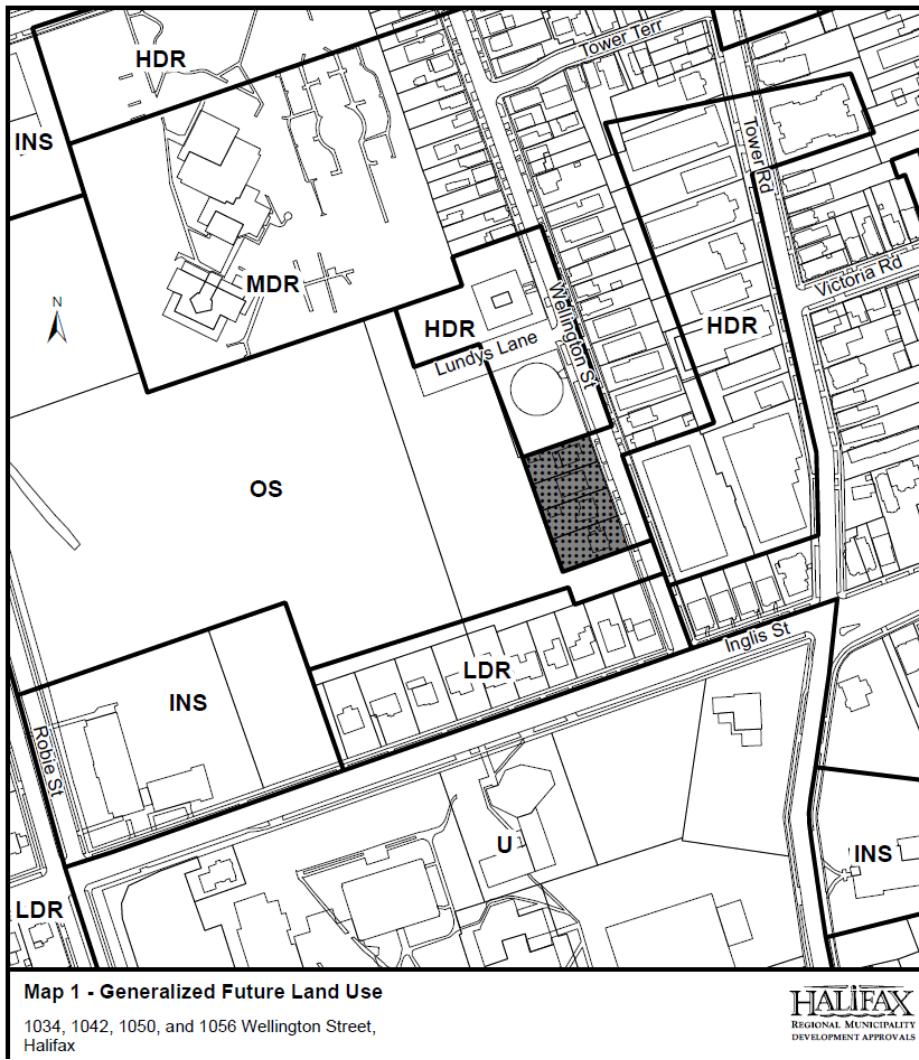 Tower Terr
HDR
INS
Tower Rd
Victoria Rd
N
MDR
Wellington St
HDR
HDR
Lundys Lane
OS
Inglis St
LDR
INS
Robie St
U
INS
LDR
Map 1 - Generalized Future Land Use
1034, 1042, 1050, and 1056 Wellington Street,
Halifax
HALIFAX
REGIONAL MUNICIPALITY
DEVELOPMENT APPROVALS